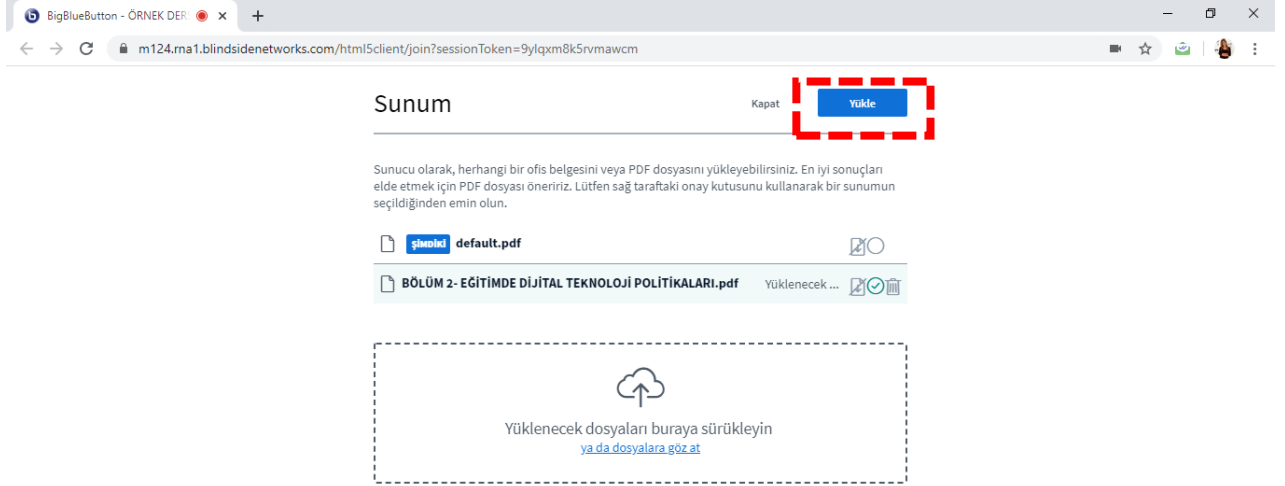 BigBlueButton - ÖRNEK DER
m124.rna1.blindsidenetworks.com/html5client/join?sessionToken=9ylqxm8k5rvmawcm
Sunum
Kapat
Yükle
Sunucu olarak, herhangi bir ofis belgesini veya PDF dosyasını yükleyebilirsiniz. En iyi sonuçları
elde etmek için PDF dosyası öneririz. Lütfen sağ taraftaki onay kutusunu kullanarak bir sunumun
seçildiğinden emin olun.
ŞİMDİKİ default.pdf
BÖLÜM 2- EĞİTİMDE DİJİTAL TEKNOLOJİ POLİTİKALARI.pdf Yüklenecek ...
Yüklenecek dosyaları buraya sürükleyin
ya da dosyalara göz at